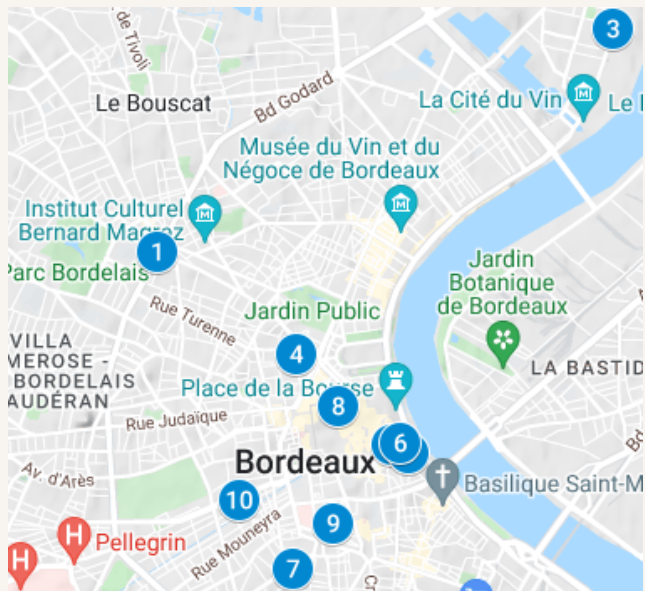 de Tivoli
3
Le Bouscat
Bd Godard
La Cité du Vin
M
Le
Musée du Vin et du
Négoce de Bordeaux
M
Institut Culturel
Bernard Magrez
M
1
Parc Bordelais
Jardin
Botanique
de Bordeaux
Rue Turenne
Jardin Public
VILLA
MEROSE -
BORDELAIS
AUDÉRAN
4
LA BASTID
Place de la Bourse
8
Rue Judaïque
6
Bordeaux
Bd
Av. d'Arès
10
Basilique Saint-M
9
H
Pellegrin
Rue Mouneyra
7
H